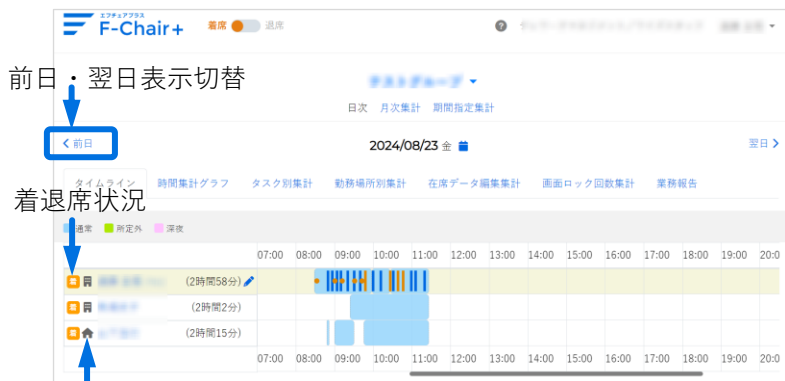 エフチェアプラス
F-Chair+
着席 退席
前日・翌日表示切替
日次 月次集計 期間指定集計
前日 2024/08/23 金 翌日
タイムライン 時間集計グラフ タスク別集計 勤務場所別集計 在席データ編集集計 画面ロック回数集計 業務報告
着退席状況
通常 所定外 深夜
07:00 08:00 09:00 10:00 11:00 12:00 13:00 14:00 15:00 16:00 17:00 18:00 19:00 20:0
(2時間58分)
(2時間2分)
(2時間15分)
07:00 08:00 09:00 10:00 11:00 12:00 13:00 14:00 15:00 16:00 17:00 18:00 19:00 20:0